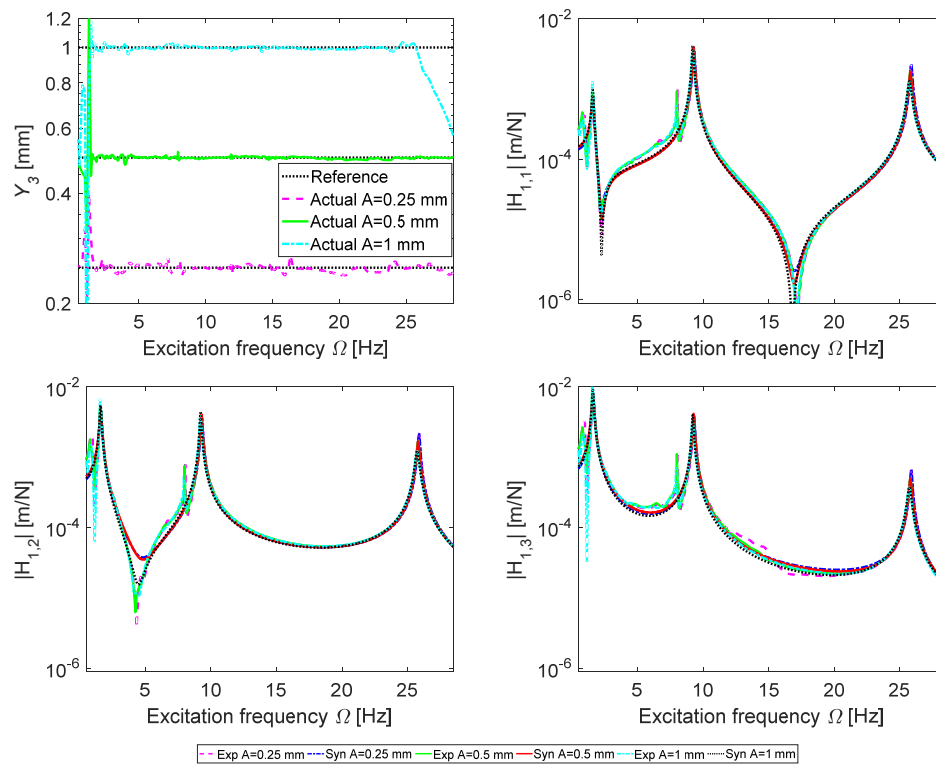 1.2
1
0.8
0.6
0.4
0.2
Y3 [mm]
Reference
Actual A=0.25 mm
Actual A=0.5 mm
Actual A=1 mm
5 10 15 20 25
Excitation frequency Ω [Hz]
10-2
10-4
10-6
|H1,1| [m/N]
5 10 15 20 25
Excitation frequency Ω [Hz]
10-2
10-4
10-6
|H1,2| [m/N]
5 10 15 20 25
Excitation frequency Ω [Hz]
10-2
10-4
10-6
|H1,3| [m/N]
5 10 15 20 25
Excitation frequency Ω [Hz]
Exp A=0.25 mm Syn A=0.25 mm Exp A=0.5 mm Syn A=0.5 mm Exp A=1 mm Syn A=1 mm